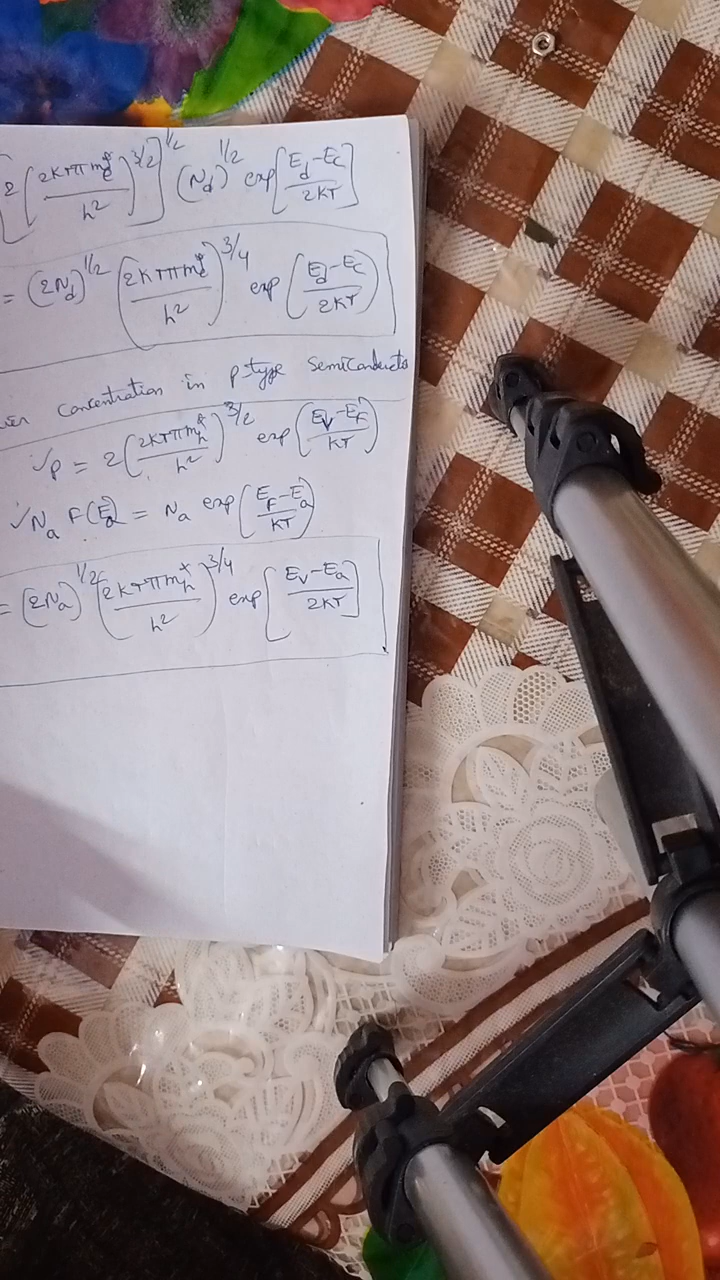 [2(2KTπm*d/h²)^3/2]^1/2 (Nd)^1/2 exp[Ed-Ec/2KT]
= (2Nd)^1/2 (2KTπm*d/h²)^3/4 exp(Ed-Ec/2KT)
Concentration in p-type Semiconductor
✓p = 2(2KTπm*h/h²)^3/2 exp(EV-EF/KT)
✓Na F(Ea) = Na exp(EF-Ea/KT)
= (2Na)^1/2 (2KTπm*h/h²)^3/4 exp[Ev-Ea/2KT]